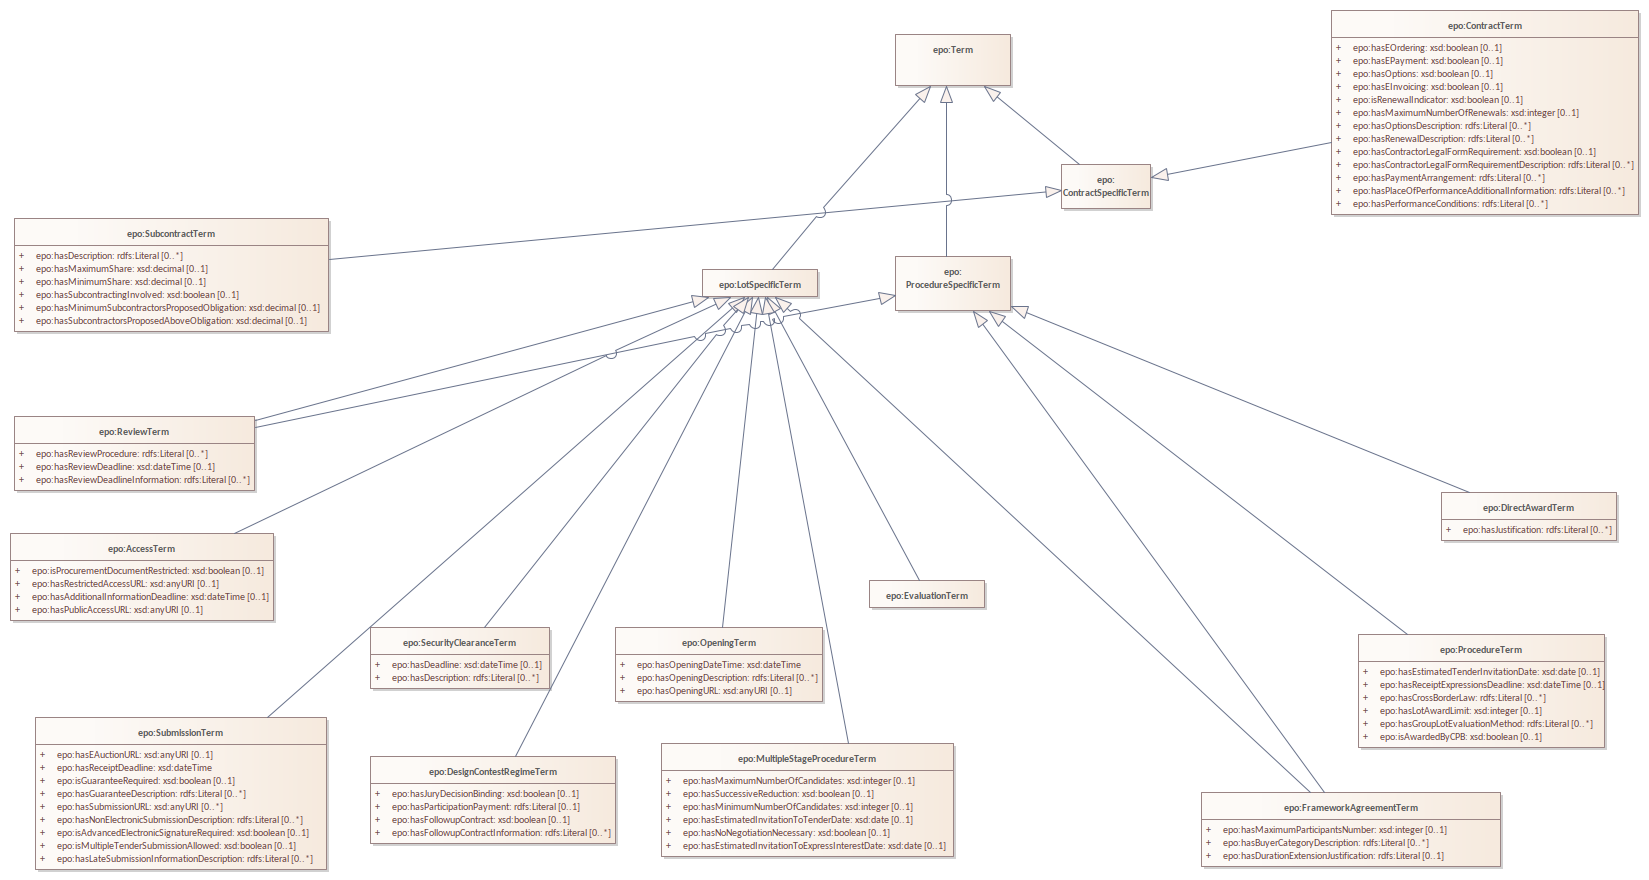 epo:Term
epo:ContractTerm
+ epo:hasEOrdering: xsd:boolean [0..1]
+ epo:hasEPayment: xsd:boolean [0..1]
+ epo:hasOptions: xsd:boolean [0..1]
+ epo:hasEInvoicing: xsd:boolean [0..1]
+ epo:isRenewalIndicator: xsd:boolean [0..1]
+ epo:hasMaximumNumberOfRenewals: xsd:integer [0..1]
+ epo:hasOptionsDescription: rdfs:Literal [0..*]
+ epo:hasRenewalDescription: rdfs:Literal [0..*]
+ epo:hasContractorLegalFormRequirement: xsd:boolean [0..1]
+ epo:hasContractorLegalFormRequirementDescription: rdfs:Literal [0..*]
+ epo:hasPaymentArrangement: rdfs:Literal [0..*]
+ epo:hasPlaceOfPerformanceAdditionalInformation: rdfs:Literal [0..*]
+ epo:hasPerformanceConditions: rdfs:Literal [0..*]
epo:
ContractSpecificTerm
epo:SubcontractTerm
+ epo:hasDescription: rdfs:Literal [0..*]
+ epo:hasMaximumShare: xsd:decimal [0..1]
+ epo:hasMinimumShare: xsd:decimal [0..1]
+ epo:hasSubcontractingInvolved: xsd:boolean [0..1]
+ epo:hasMinimumSubcontractorsProposedObligation: xsd:decimal [0..1]
+ epo:hasSubcontractorsProposedAboveObligation: xsd:decimal [0..1]
epo:LotSpecificTerm
epo:
ProcedureSpecificTerm
epo:ReviewTerm
+ epo:hasReviewProcedure: rdfs:Literal [0..*]
+ epo:hasReviewDeadline: xsd:dateTime [0..1]
+ epo:hasReviewDeadlineInformation: rdfs:Literal [0..*]
epo:DirectAwardTerm
+ epo:hasJustification: rdfs:Literal [0..*]
epo:AccessTerm
+ epo:isProcurementDocumentRestricted: xsd:boolean [0..1]
+ epo:hasRestrictedAccessURL: xsd:anyURI [0..1]
+ epo:hasAdditionalInformationDeadline: xsd:dateTime [0..1]
+ epo:hasPublicAccessURL: xsd:anyURI [0..1]
epo:EvaluationTerm
epo:SecurityClearanceTerm
+ epo:hasDeadline: xsd:dateTime [0..1]
+ epo:hasDescription: rdfs:Literal [0..*]
epo:OpeningTerm
+ epo:hasOpeningDateTime: xsd:dateTime
+ epo:hasOpeningDescription: rdfs:Literal [0..*]
+ epo:hasOpeningURL: xsd:anyURI [0..1]
epo:ProcedureTerm
+ epo:hasEstimatedTenderInvitationDate: xsd:date [0..1]
+ epo:hasReceiptExpressionsDeadline: xsd:dateTime [0..1]
+ epo:hasCrossBorderLaw: rdfs:Literal [0..*]
+ epo:hasLotAwardLimit: xsd:integer [0..1]
+ epo:hasGroupLotEvaluationMethod: rdfs:Literal [0..*]
+ epo:isAwardedByCPB: xsd:boolean [0..1]
epo:SubmissionTerm
+ epo:hasEAuctionURL: xsd:anyURI [0..1]
+ epo:hasReceiptDeadline: xsd:dateTime
+ epo:isGuaranteeRequired: xsd:boolean [0..1]
+ epo:hasGuaranteeDescription: rdfs:Literal [0..*]
+ epo:hasSubmissionURL: xsd:anyURI [0..*]
+ epo:hasNonElectronicSubmissionDescription: rdfs:Literal [0..*]
+ epo:isAdvancedElectronicSignatureRequired: xsd:boolean [0..1]
+ epo:isMultipleTenderSubmissionAllowed: xsd:boolean [0..1]
+ epo:hasLateSubmissionInformationDescription: rdfs:Literal [0..*]
epo:DesignContestRegimeTerm
+ epo:hasJuryDecisionBinding: xsd:boolean [0..1]
+ epo:hasParticipationPayment: rdfs:Literal [0..1]
+ epo:hasFollowupContract: xsd:boolean [0..1]
+ epo:hasFollowupContractInformation: rdfs:Literal [0..*]
epo:MultipleStageProcedureTerm
+ epo:hasMaximumNumberOfCandidates: xsd:integer [0..1]
+ epo:hasSuccessiveReduction: xsd:boolean [0..1]
+ epo:hasMinimumNumberOfCandidates: xsd:integer [0..1]
+ epo:hasEstimatedInvitationToTenderDate: xsd:date [0..1]
+ epo:hasNoNegotiationNecessary: xsd:boolean [0..1]
+ epo:hasEstimatedInvitationToExpressInterestDate: xsd:date [0..1]
epo:FrameworkAgreementTerm
+ epo:hasMaximumParticipantsNumber: xsd:integer [0..1]
+ epo:hasBuyerCategoryDescription: rdfs:Literal [0..*]
+ epo:hasDurationExtensionJustification: rdfs:Literal [0..1]